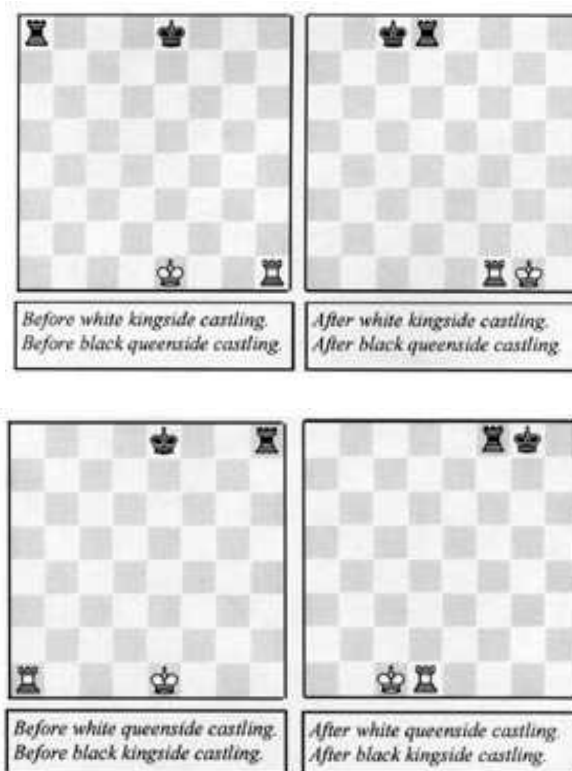 Before white kingside castling.
Before black queenside castling.
After white kingside castling.
After black queenside castling.
Before white queenside castling.
Before black kingside castling.
After white queenside castling.
After black kingside castling.